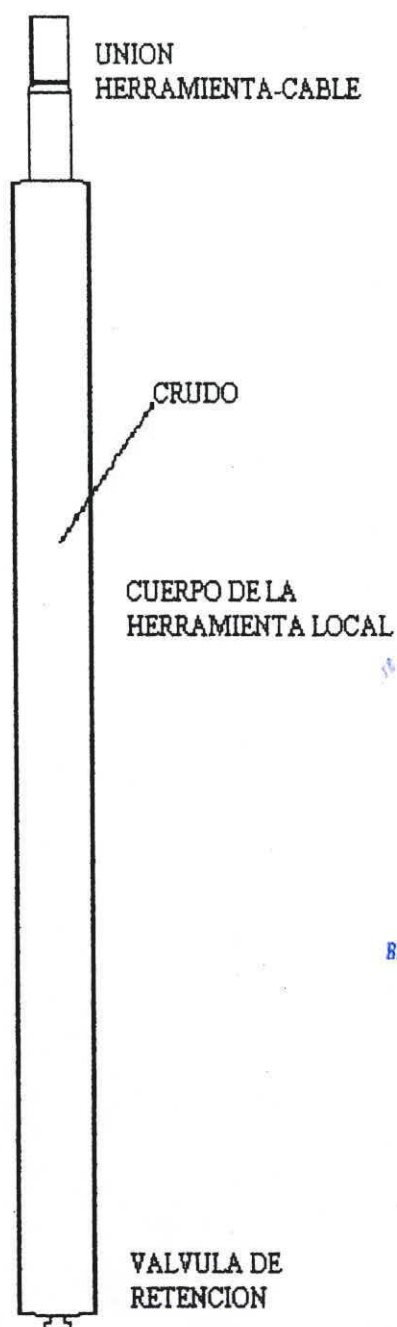 UNION
HERRAMIENTA-CABLE
CRUDO
CUERPO DE LA
HERRAMIENTA LOCAL
VALVULA DE
RETENCION